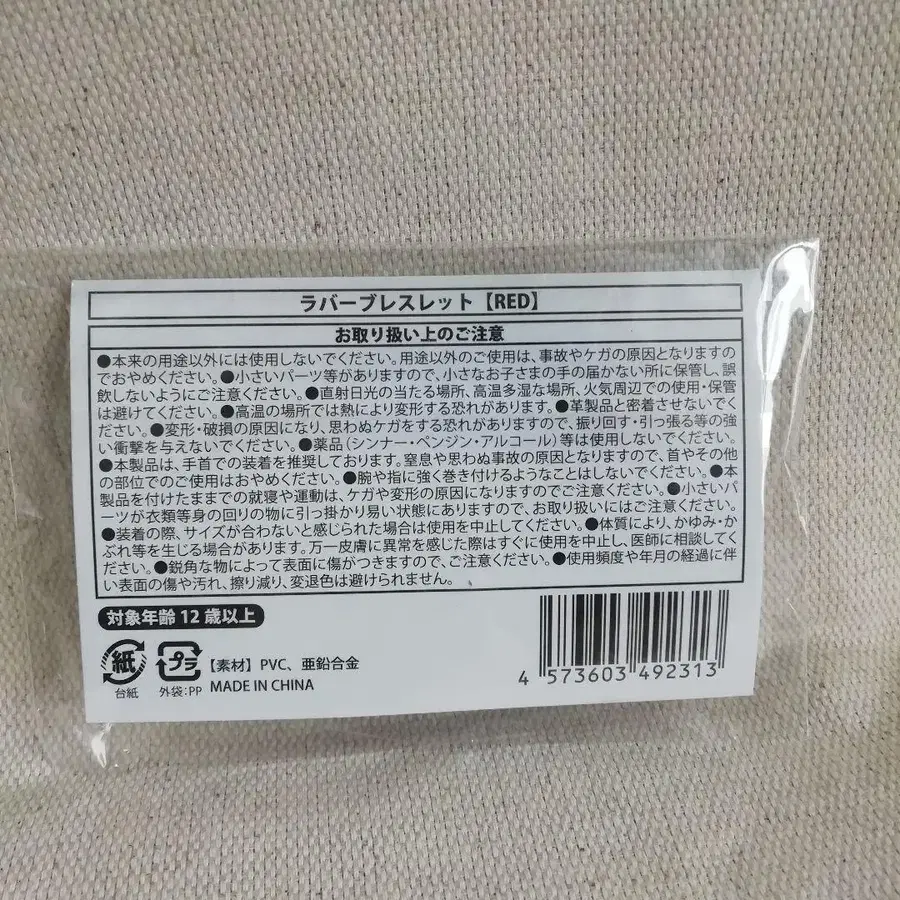 ラバーブレスレット【RED】
お取り扱い上のご注意
●本来の用途以外には使用しないでください。用途以外のご使用は、事故やケガの原因となりますの
でおやめください。●小さいパーツ等がありますので、小さなお子さまの手の届かない所に保管し、誤
飲しないようにご注意ください。●直射日光の当たる場所、高温多湿な場所、火気周辺での使用・保管
は避けてください。●高温の場所では熱により変形する恐れがあります。●革製品と密着させないでく
ださい。●変形・破損の原因になり、思わぬケガをする恐れがありますので、振り回す・引っ張る等の強
い衝撃を与えないでください。●薬品(シンナー・ベンジン・アルコール)等は使用しないでください。
●本製品は、手首での装着を推奨しております。窒息や思わぬ事故の原因となりますので、首やその他
の部位でのご使用はおやめください。●腕や指に強く巻き付けるようなことはしないでください。●本
製品を付けたままでの就寝や運動は、ケガや変形の原因になりますのでご注意ください。●小さいパ
ーツが衣類等身の回りの物に引っ掛かり易い状態にありますので、お取り扱いにはご注意ください。
●装着の際、サイズが合わないと感じられた場合は使用を中止してください。●体質により、かゆみ・か
ぶれ等を生じる場合があります。万一皮膚に異常を感じた際はすぐに使用を中止し、医師に相談してく
ださい。●鋭角な物によって表面に傷がつきますので、ご注意ください。●使用頻度や年月の経過に伴
い表面の傷や汚れ、擦り減り、変退色は避けられません。
対象年齢12歳以上
紙 プラ 【素材】PVC、亜鉛合金
台紙 外袋:PP MADE IN CHINA
4 573603 492313